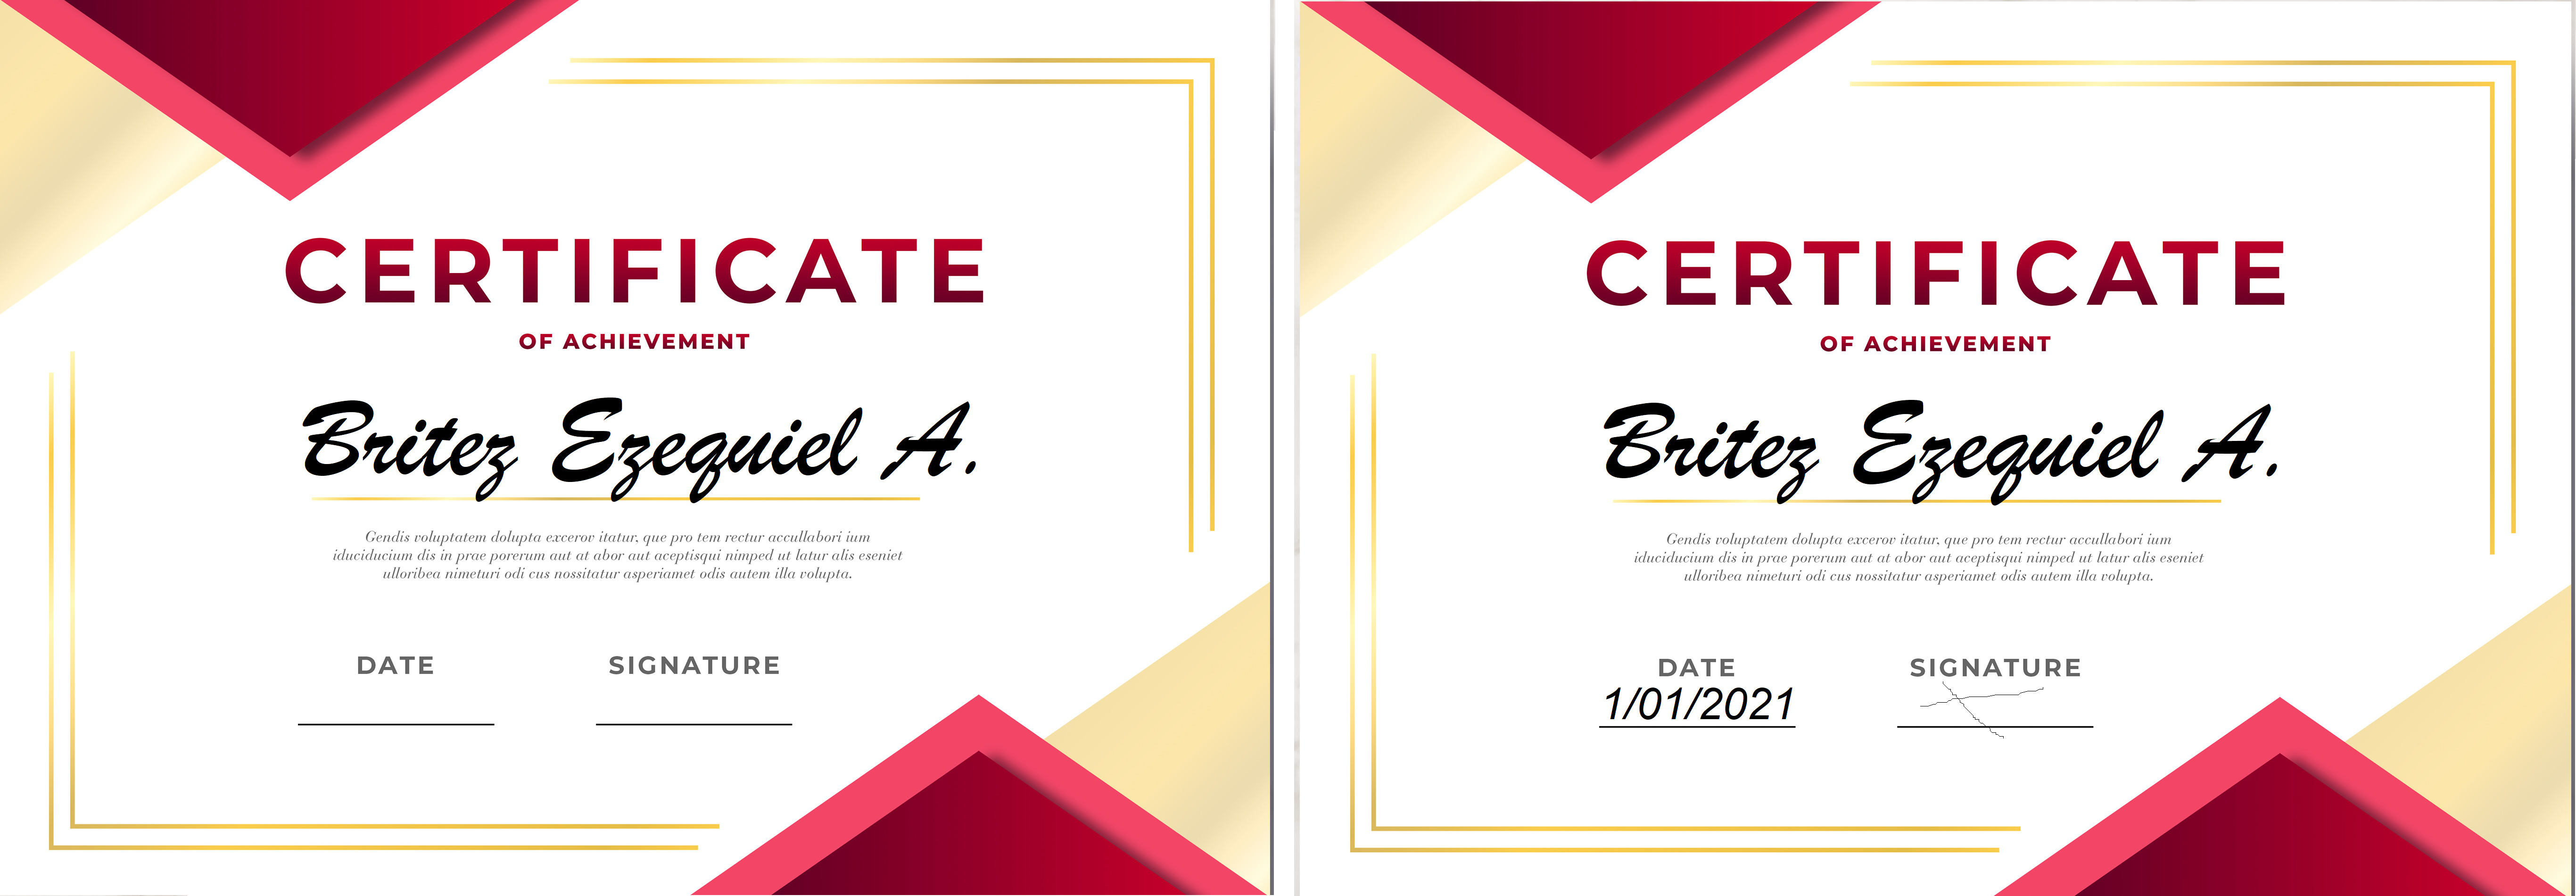 CERTIFICATE
OF ACHIEVEMENT
Britez Ezequiel A.
Gendis voluptatem dolupta excerov itatur, que pro tem rectur accullabori ium
iduciducium dis in prae porerum aut at abor aut aceptisqui nimped ut latur alis eseniet
ulloribea nimeturi odi cus nossitatur asperiamet odis autem illa volupta.
DATE
SIGNATURE
CERTIFICATE
OF ACHIEVEMENT
Britez Ezequiel A.
Gendis voluptatem dolupta excerov itatur, que pro tem rectur accullabori ium
iduciducium dis in prae porerum aut at abor aut aceptisqui nimped ut latur alis eseniet
ulloribea nimeturi odi cus nossitatur asperiamet odis autem illa volupta.
DATE
1/01/2021
SIGNATURE